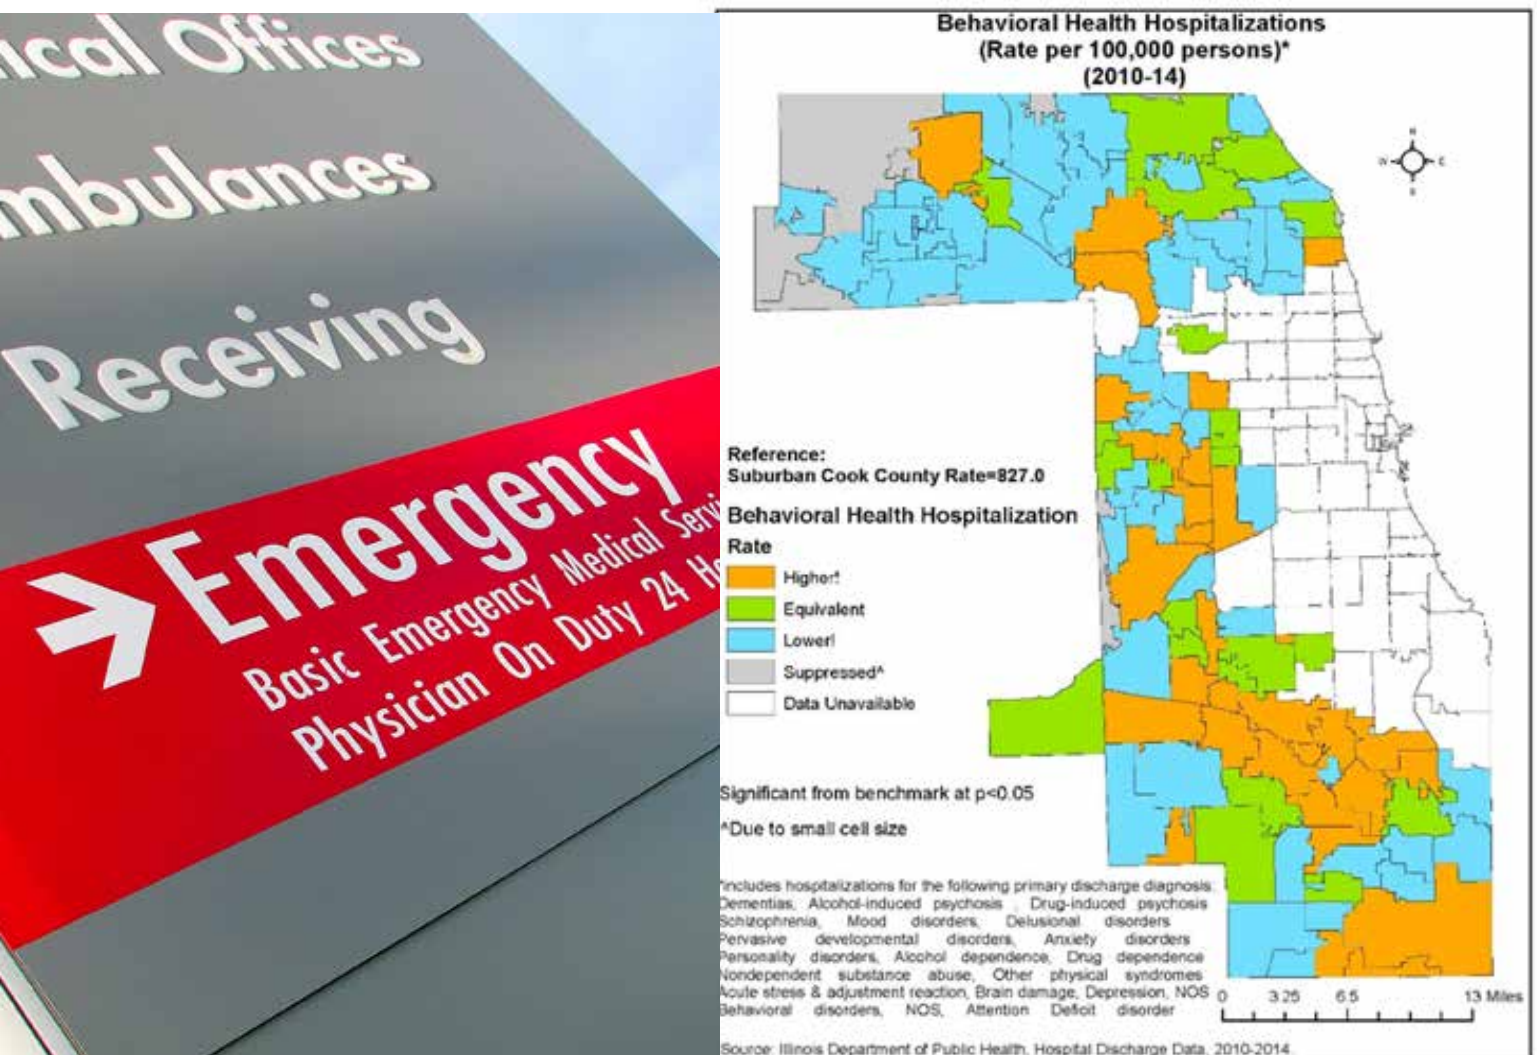 ical Offices
mbulances
Receiving
Emergency
Basic Emergency Medical Servi
Physician On Duty 24 Ho
Behavioral Health Hospitalizations
(Rate per 100,000 persons)*
(2010-14)
N
W E
S
Reference:
Suburban Cook County Rate=827.0
Behavioral Health Hospitalization
Rate
Higher!
Equivalent
Lower!
Suppressed^
Data Unavailable
Significant from benchmark at p<0.05
^Due to small cell size
*Includes hospitalizations for the following primary discharge diagnosis:
Dementias, Alcohol-induced psychosis , Drug-induced psychosis
Schizophrenia, Mood disorders, Delusional disorders
Pervasive developmental disorders, Anxiety disorders
Personality disorders, Alcohol dependence, Drug dependence
Nondependent substance abuse, Other physical syndromes
Acute stress & adjustment reaction, Brain damage, Depression, NOS
Behavioral disorders, NOS, Attention Deficit disorder
0 3.25 6.5 13 Miles
Source: Illinois Department of Public Health, Hospital Discharge Data, 2010-2014.